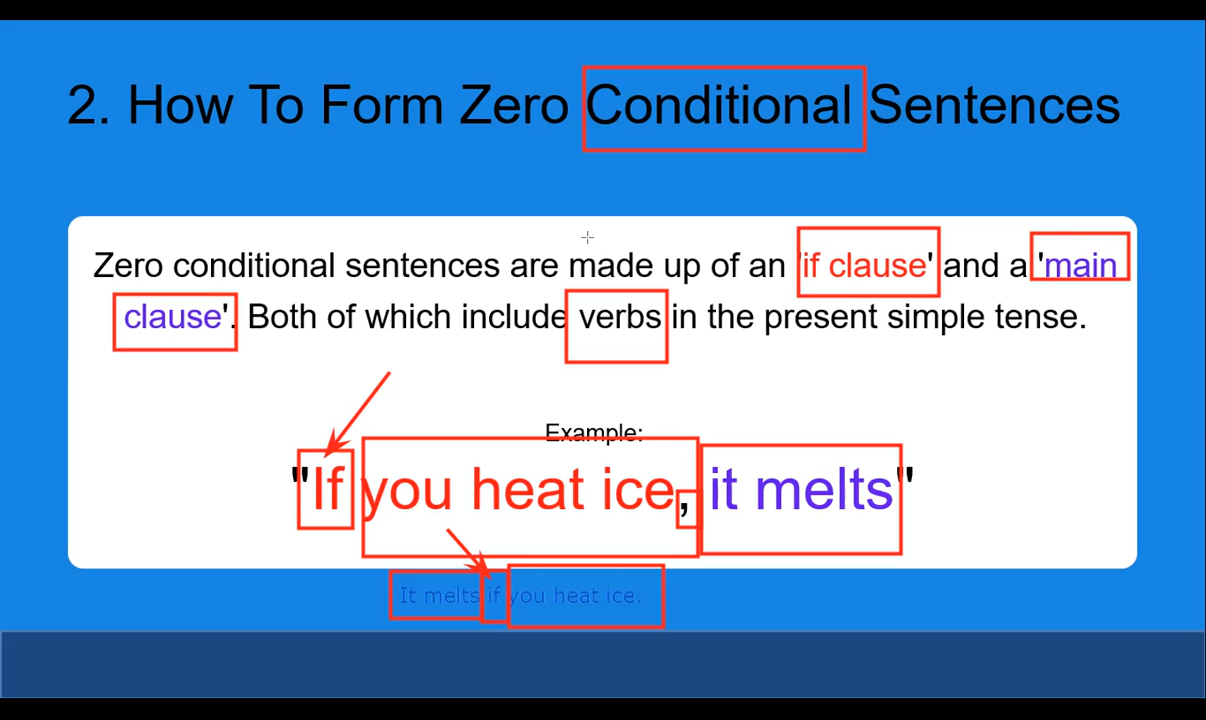 2. How To Form Zero Conditional Sentences
Zero conditional sentences are made up of an 'if clause' and a 'main
clause'. Both of which include verbs in the present simple tense.
Example:
"If you heat ice, it melts"
It melts if you heat ice.